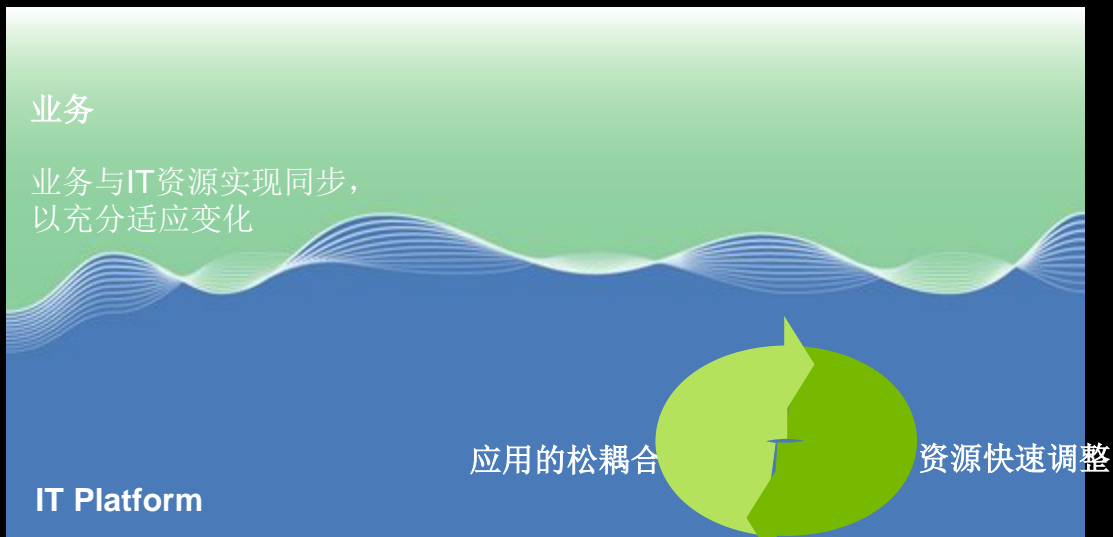 业务
业务与IT资源实现同步，
以充分适应变化
应用的松耦合
资源快速调整
IT Platform